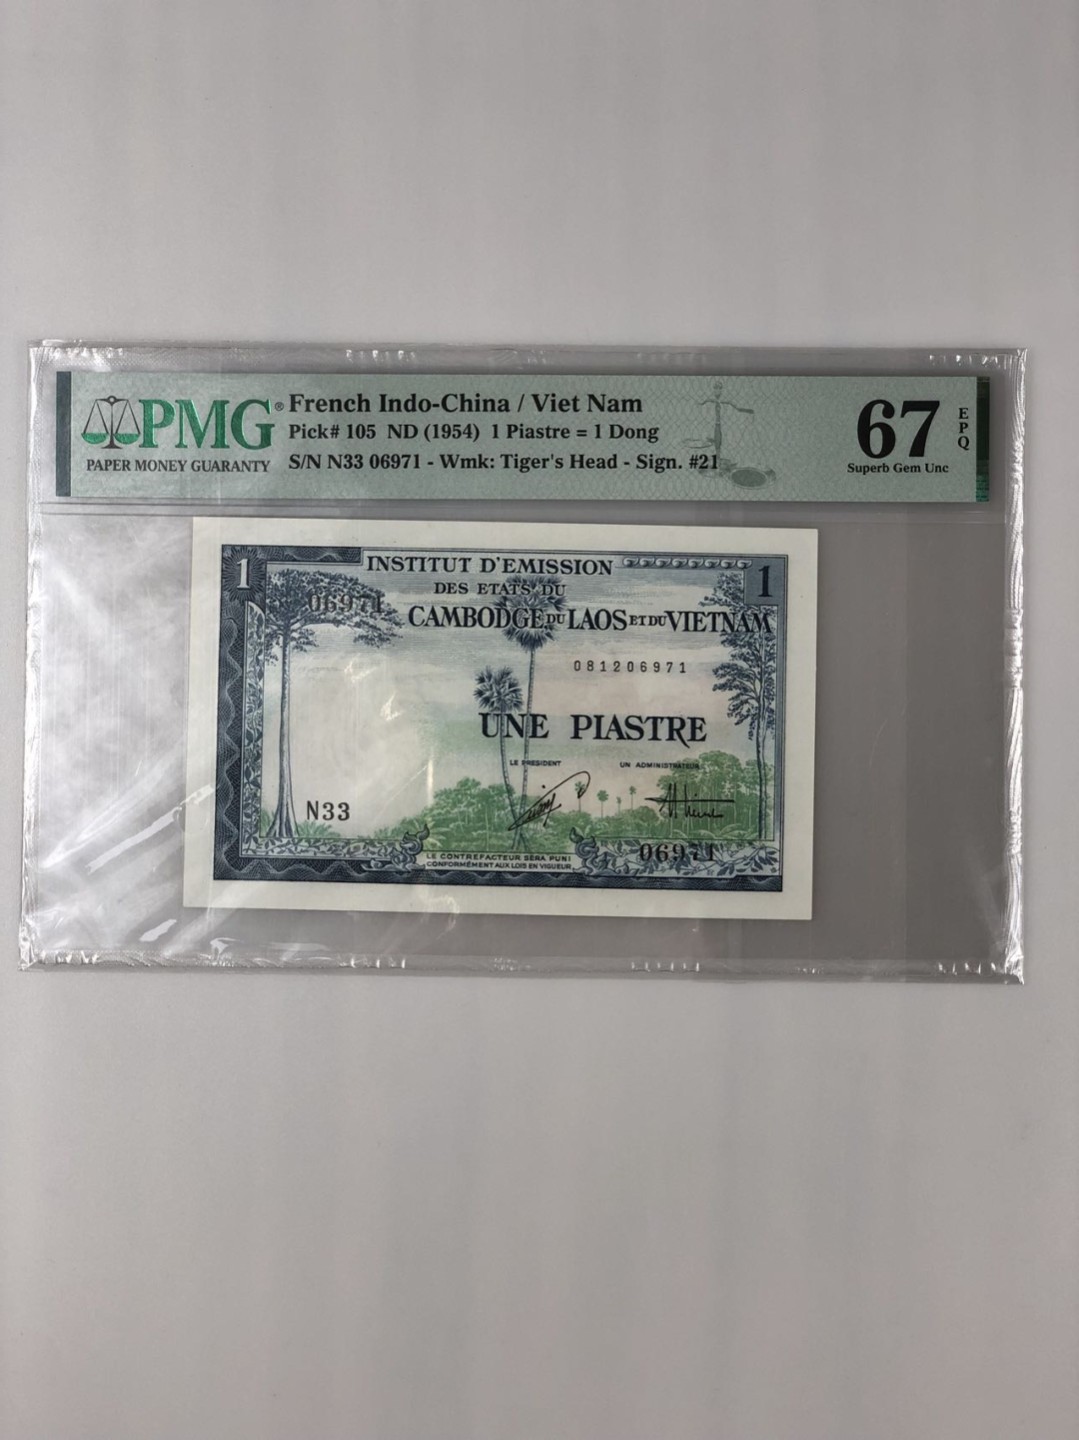 PMG®
PAPER MONEY GUARANTY
French Indo-China / Viet Nam
Pick# 105 ND (1954) 1 Piastre = 1 Dong
S/N N33 06971 - Wmk: Tiger's Head - Sign. #21
67
EPQ
Superb Gem Unc
1
INSTITUT D'EMISSION
1
DES ETATS DU
06971
CAMBODGE DU LAOS ET DU VIETNAM
081206971
UNE PIASTRE
LE PRESIDENT
UN ADMINISTRATEUR
N33
06971
LE CONTREFACTEUR SERA PUNI
CONFORMÉMENT AUX LOIS EN VIGUEUR